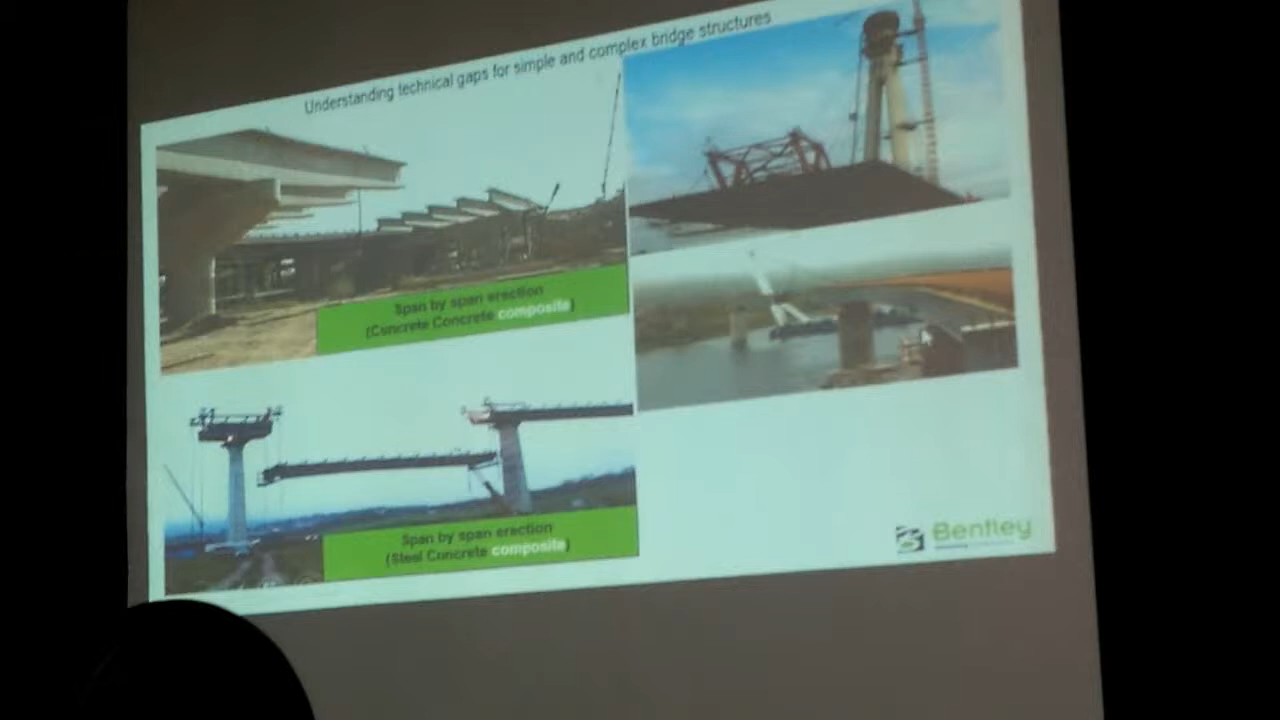 Understanding technical gaps for simple and complex bridge structures
Span by span erection
(Concrete Concrete composite)
Span by span erection
(Steel Concrete composite)
Bentley